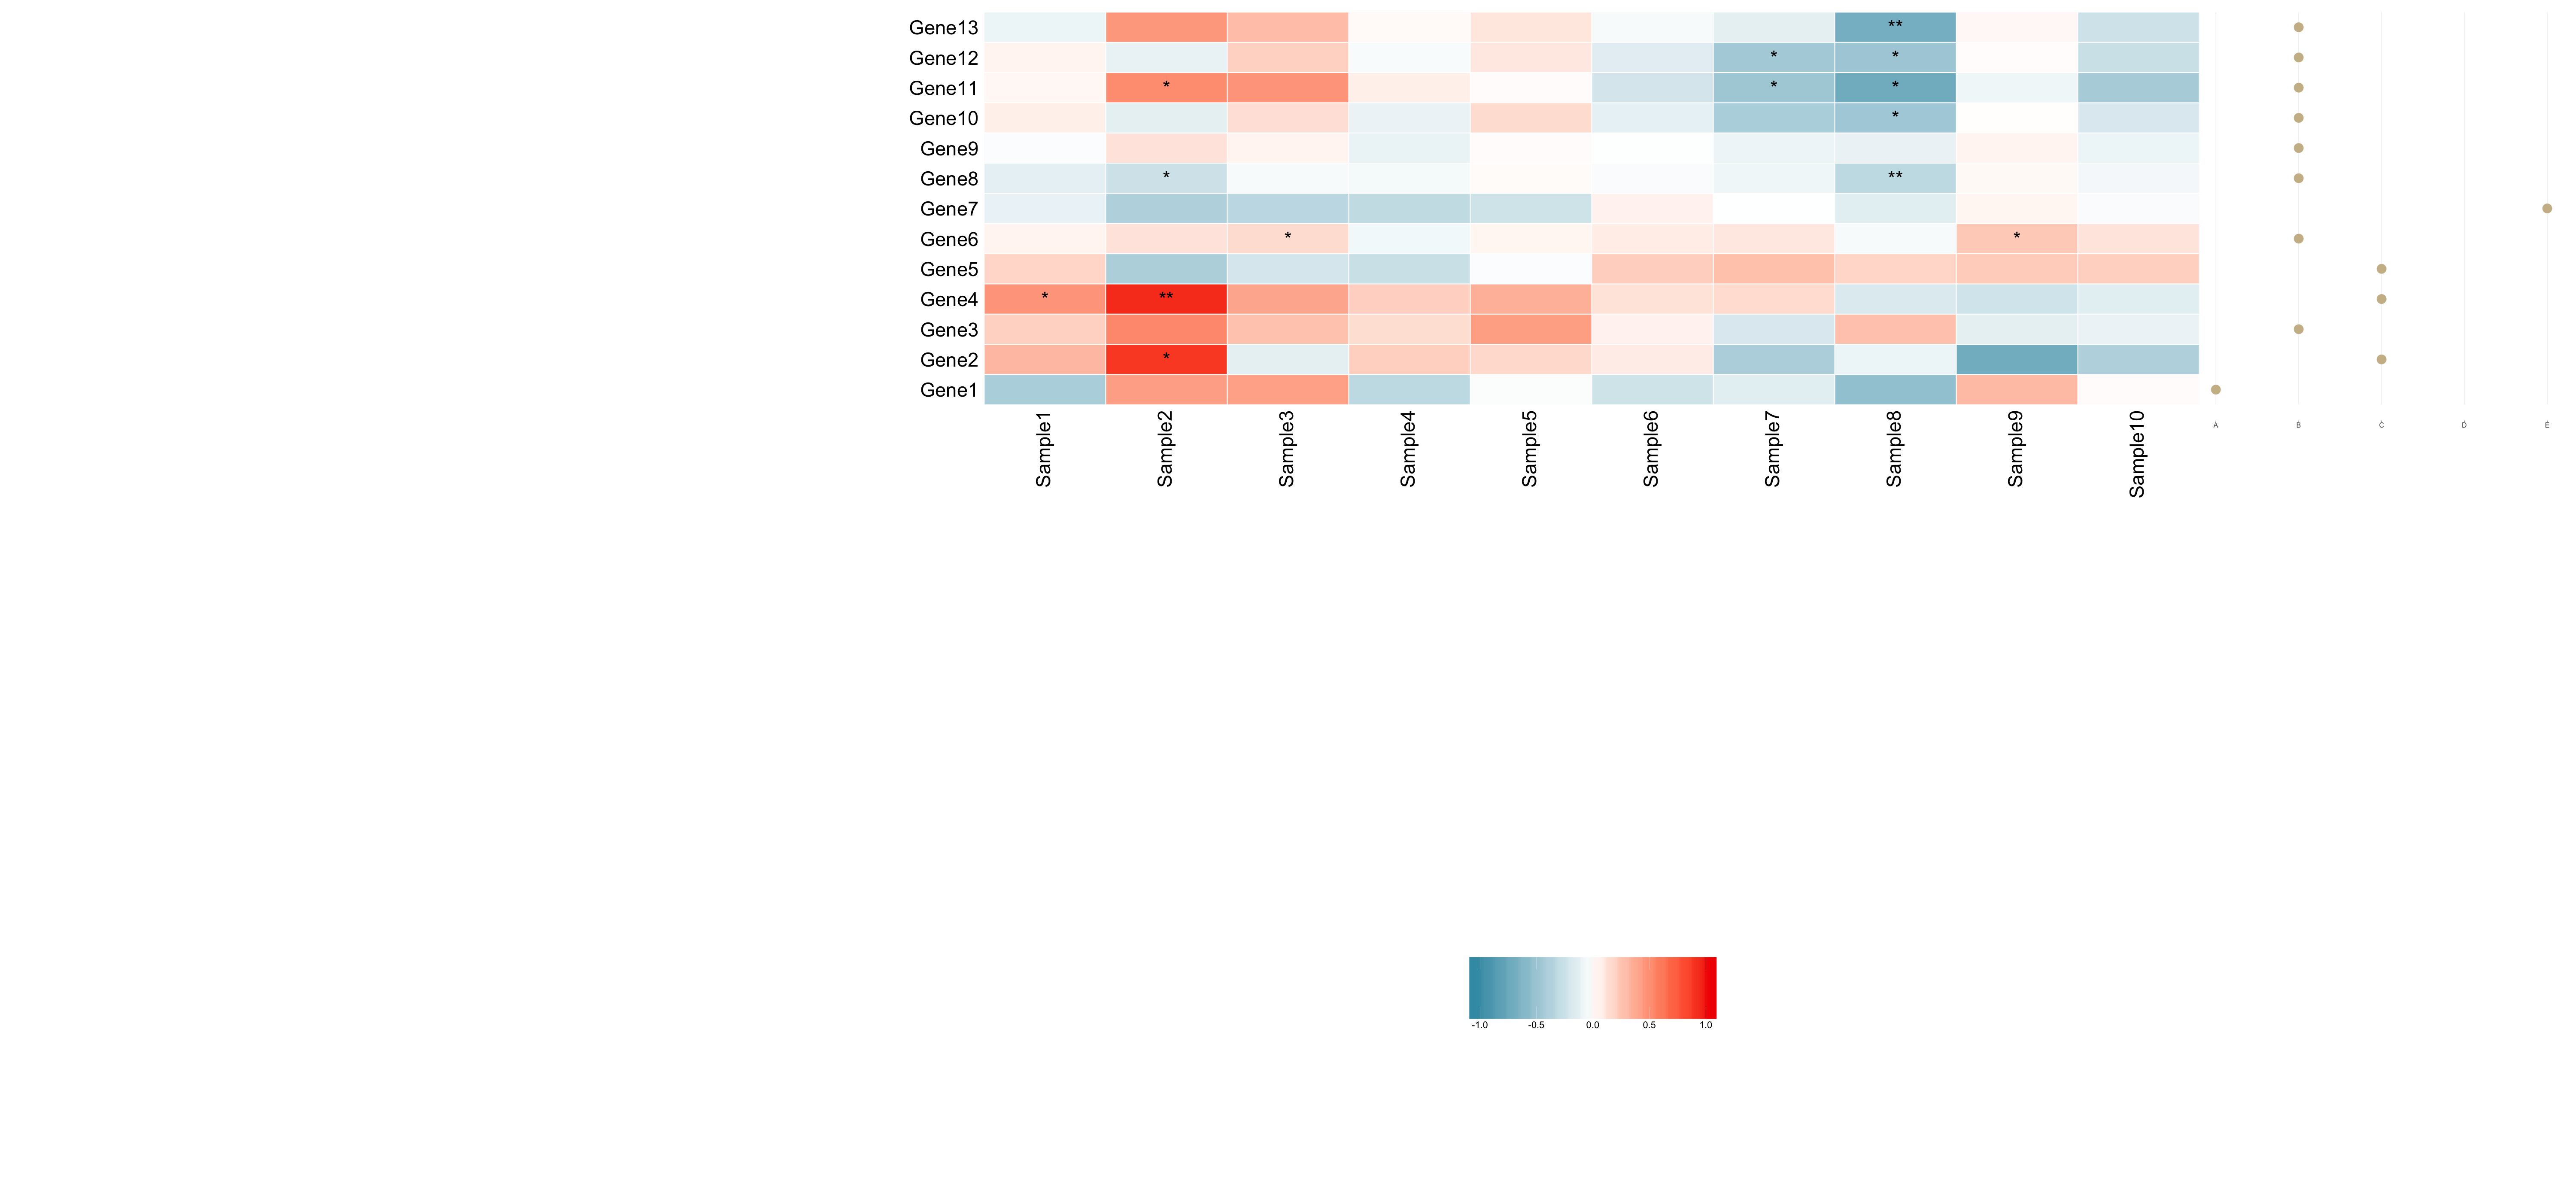 Gene13 **
Gene12 * *
Gene11 * * *
Gene10 *
Gene9
Gene8 * **
Gene7
Gene6 * *
Gene5
Gene4 * **
Gene3
Gene2 *
Gene1
Sample1 Sample2 Sample3 Sample4 Sample5 Sample6 Sample7 Sample8 Sample9 Sample10
A B C D E
-1.0 -0.5 0.0 0.5 1.0